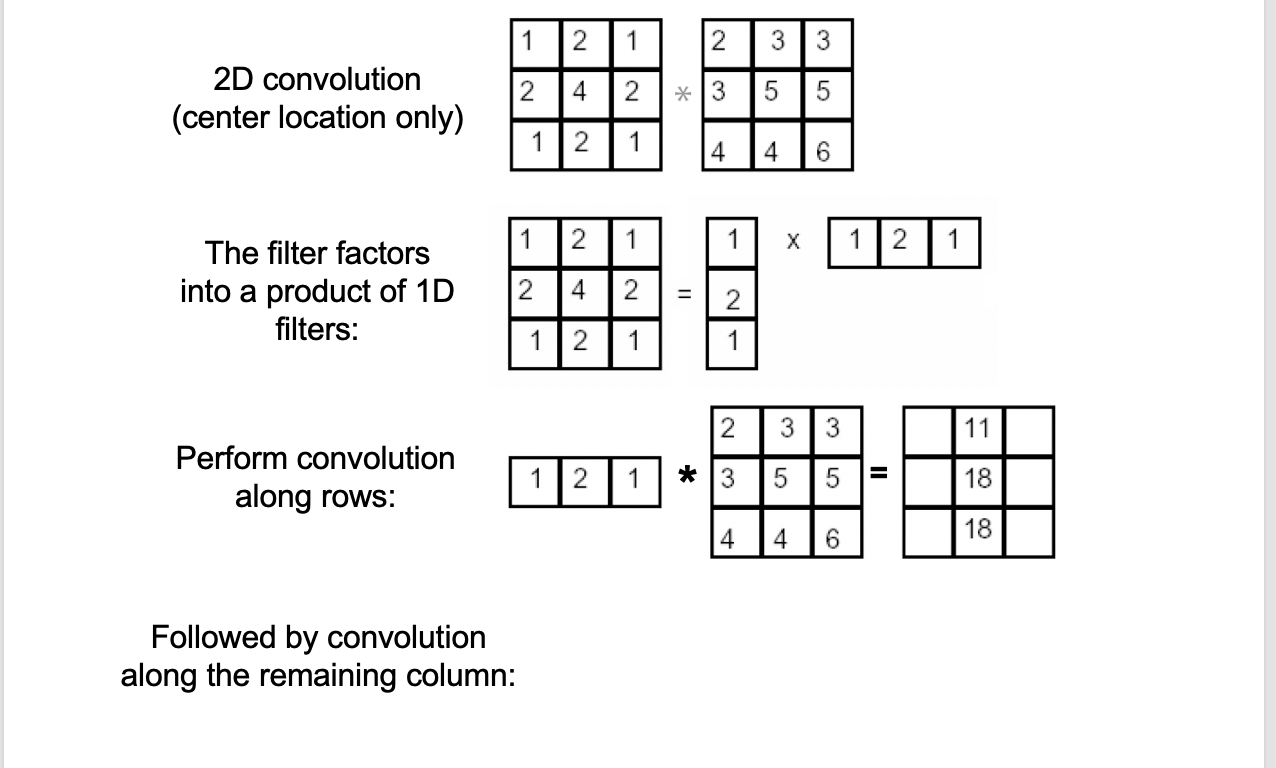 2D convolution
(center location only)
1 2 1
2 4 2
1 2 1
*
2 3 3
3 5 5
4 4 6
The filter factors
into a product of 1D
filters:
1 2 1
2 4 2
1 2 1
=
1
2
1
x
1 2 1
Perform convolution
along rows:
1 2 1
*
2 3 3
3 5 5
4 4 6
=
11
18
18
Followed by convolution
along the remaining column: